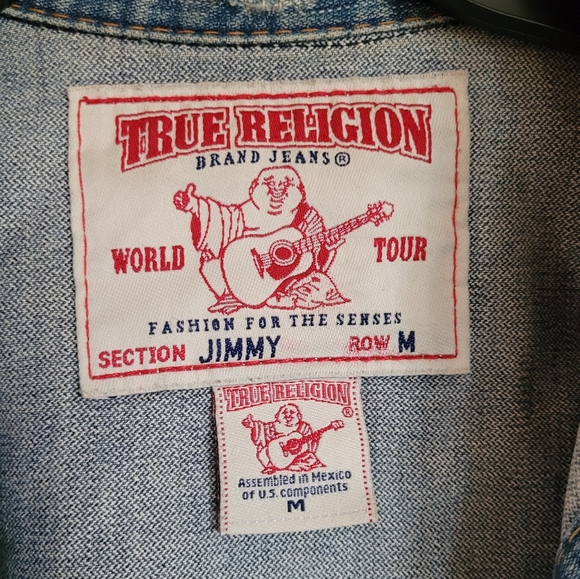 TRUE RELIGION
BRAND JEANS®
WORLD TOUR
FASHION FOR THE SENSES
SECTION JIMMY ROW M
TRUE RELIGION
®
Assembled in Mexico
of U.S. components
M